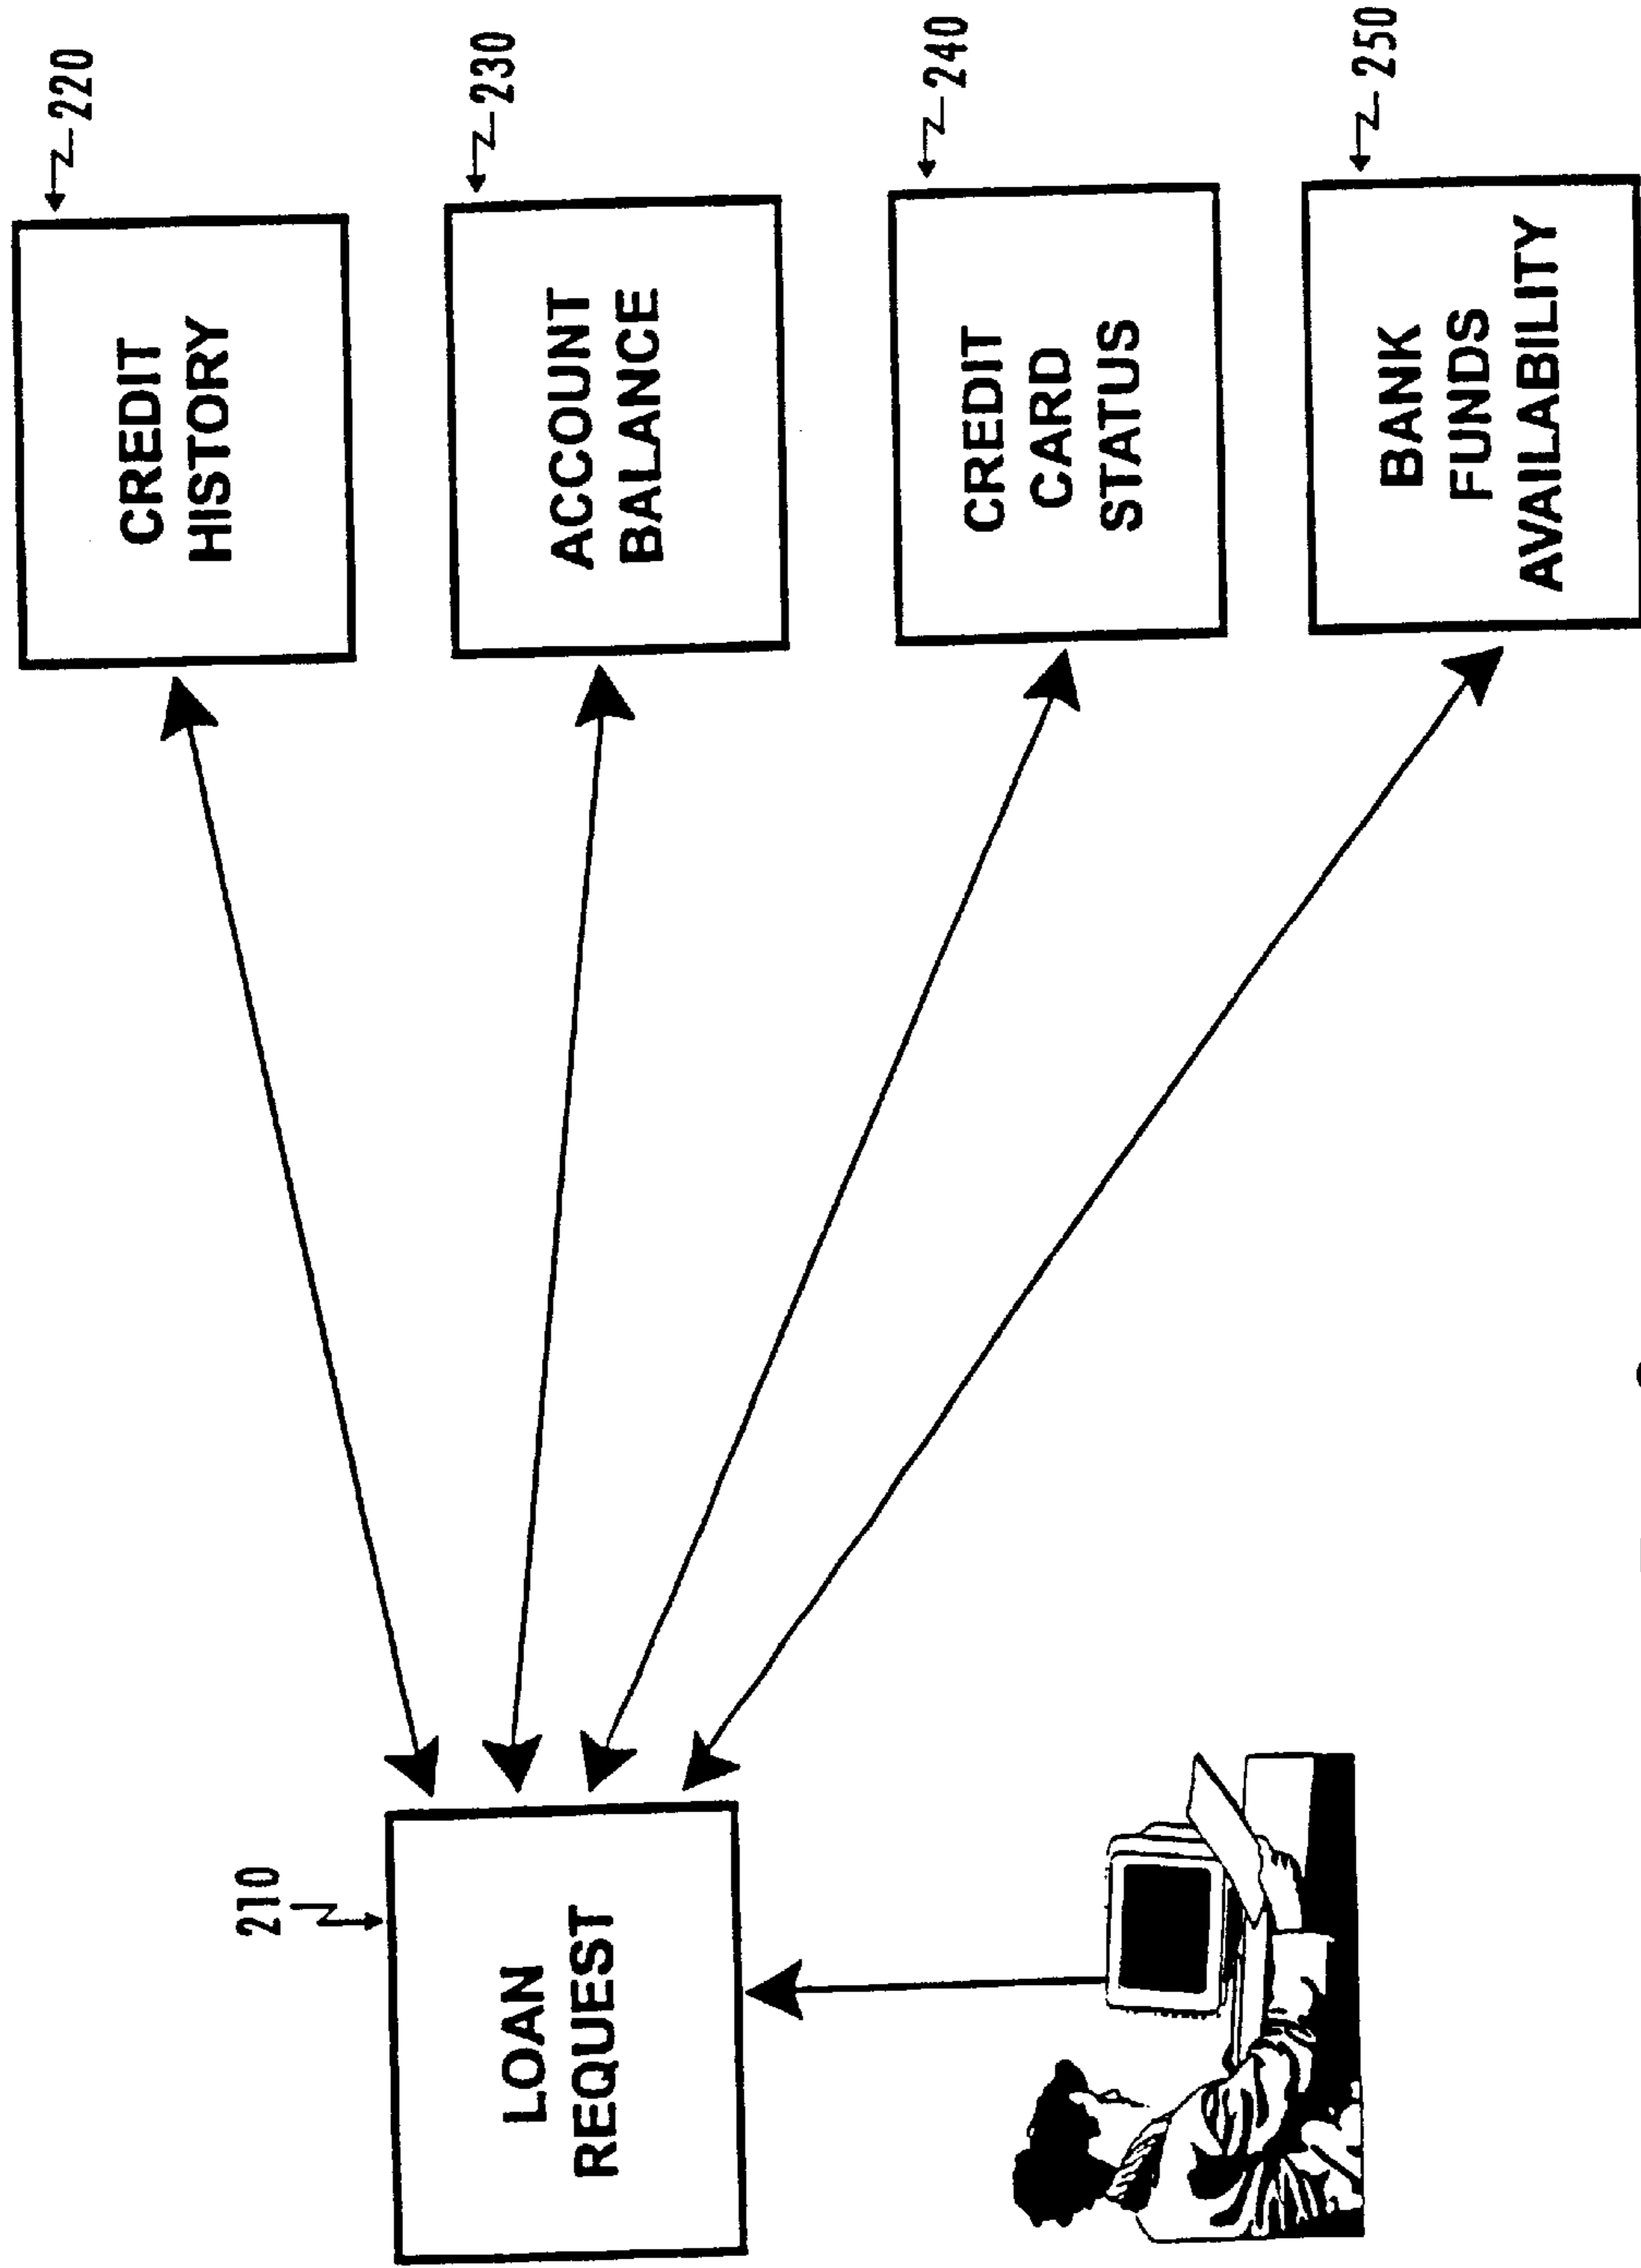 210
LOAN
REQUEST
CREDIT
HISTORY
220
ACCOUNT
BALANCE
230
CREDIT
CARD
STATUS
240
BANK
FUNDS
AVAILABILITY
250